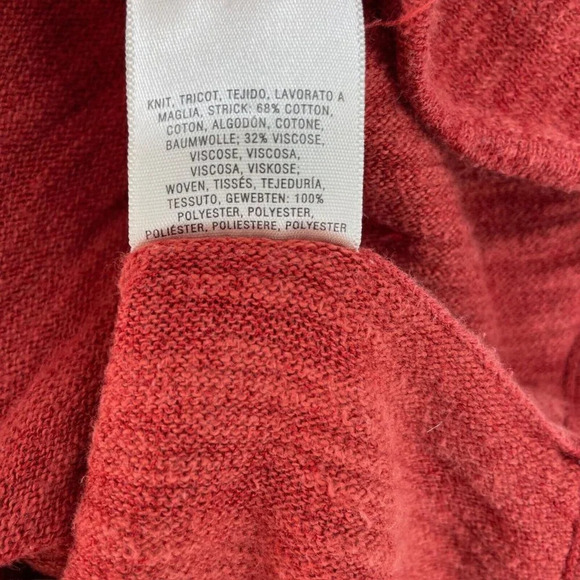 KNIT, TRICOT, TEJIDO, LAVORATO A
MAGLIA, STRICK: 68% COTTON,
COTON, ALGODÓN, COTONE,
BAUMWOLLE; 32% VISCOSE,
VISCOSE, VISCOSA,
VISCOSA, VISKOSE;
WOVEN, TISSÉS, TEJEDURÍA,
TESSUTO, GEWEBTEN: 100%
POLYESTER, POLYESTER,
POLIÉSTER, POLIESTERE, POLYESTER